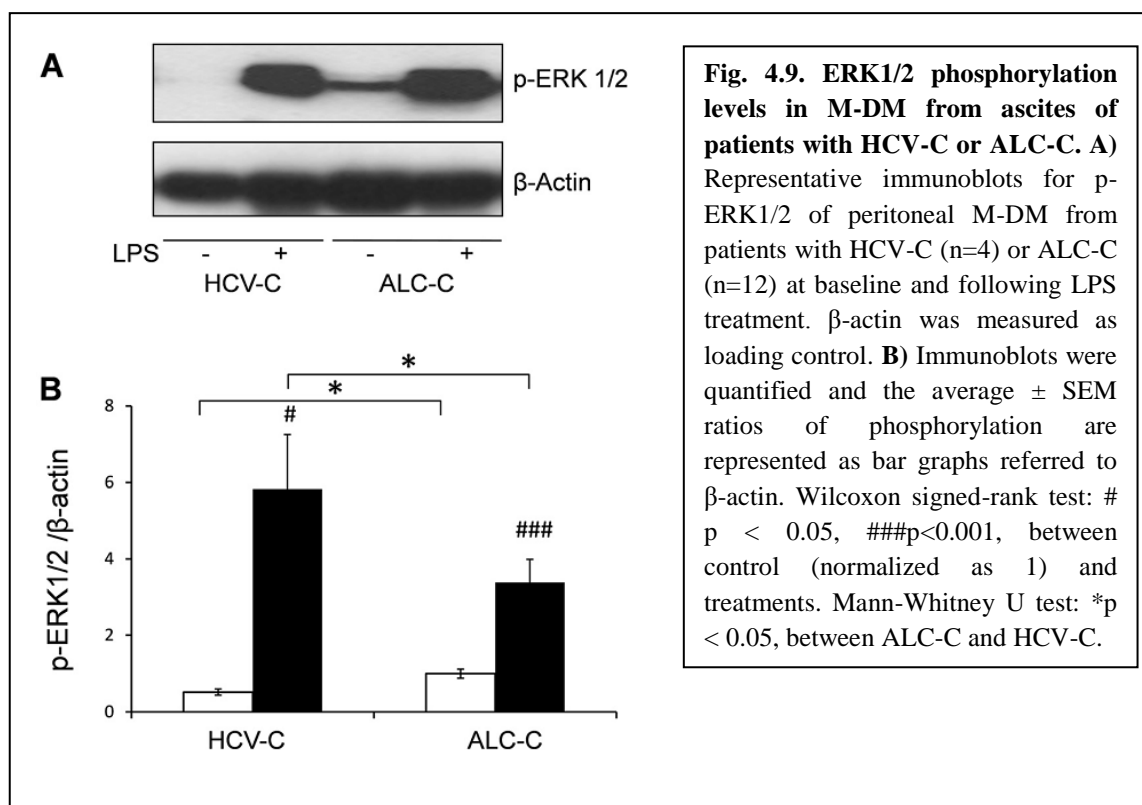 A
p-ERK 1/2
β-Actin
LPS - + - +
HCV-C ALC-C
B
* *
# ###
p-ERK1/2 /β-actin
8
6
4
2
0
HCV-C ALC-C
Fig. 4.9. ERK1/2 phosphorylation
levels in M-DM from ascites of
patients with HCV-C or ALC-C. A)
Representative immunoblots for p-
ERK1/2 of peritoneal M-DM from
patients with HCV-C (n=4) or ALC-C
(n=12) at baseline and following LPS
treatment. β-actin was measured as
loading control. B) Immunoblots were
quantified and the average ± SEM
ratios of phosphorylation are
represented as bar graphs referred to
β-actin. Wilcoxon signed-rank test: #
p < 0.05, ###p<0.001, between
control (normalized as 1) and
treatments. Mann-Whitney U test: *p
< 0.05, between ALC-C and HCV-C.